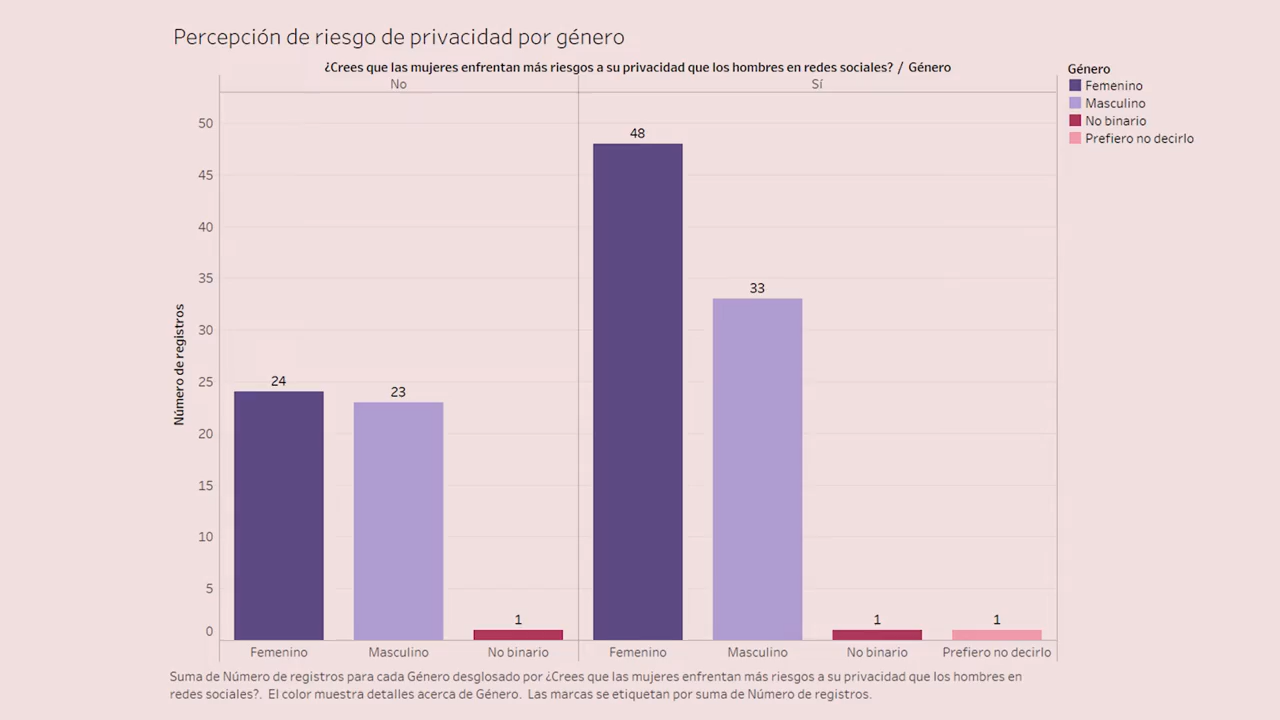 Percepción de riesgo de privacidad por género
¿Crees que las mujeres enfrentan más riesgos a su privacidad que los hombres en redes sociales? / Género
No
Sí
Género
Femenino
Masculino
No binario
Prefiero no decirlo
Número de registros
50
45
40
35
30
25
20
15
10
5
0
24
23
1
48
33
1
1
Femenino
Masculino
No binario
Femenino
Masculino
No binario
Prefiero no decirlo
Suma de Número de registros para cada Género desglosado por ¿Crees que las mujeres enfrentan más riesgos a su privacidad que los hombres en
redes sociales?. El color muestra detalles acerca de Género. Las marcas se etiquetan por suma de Número de registros.